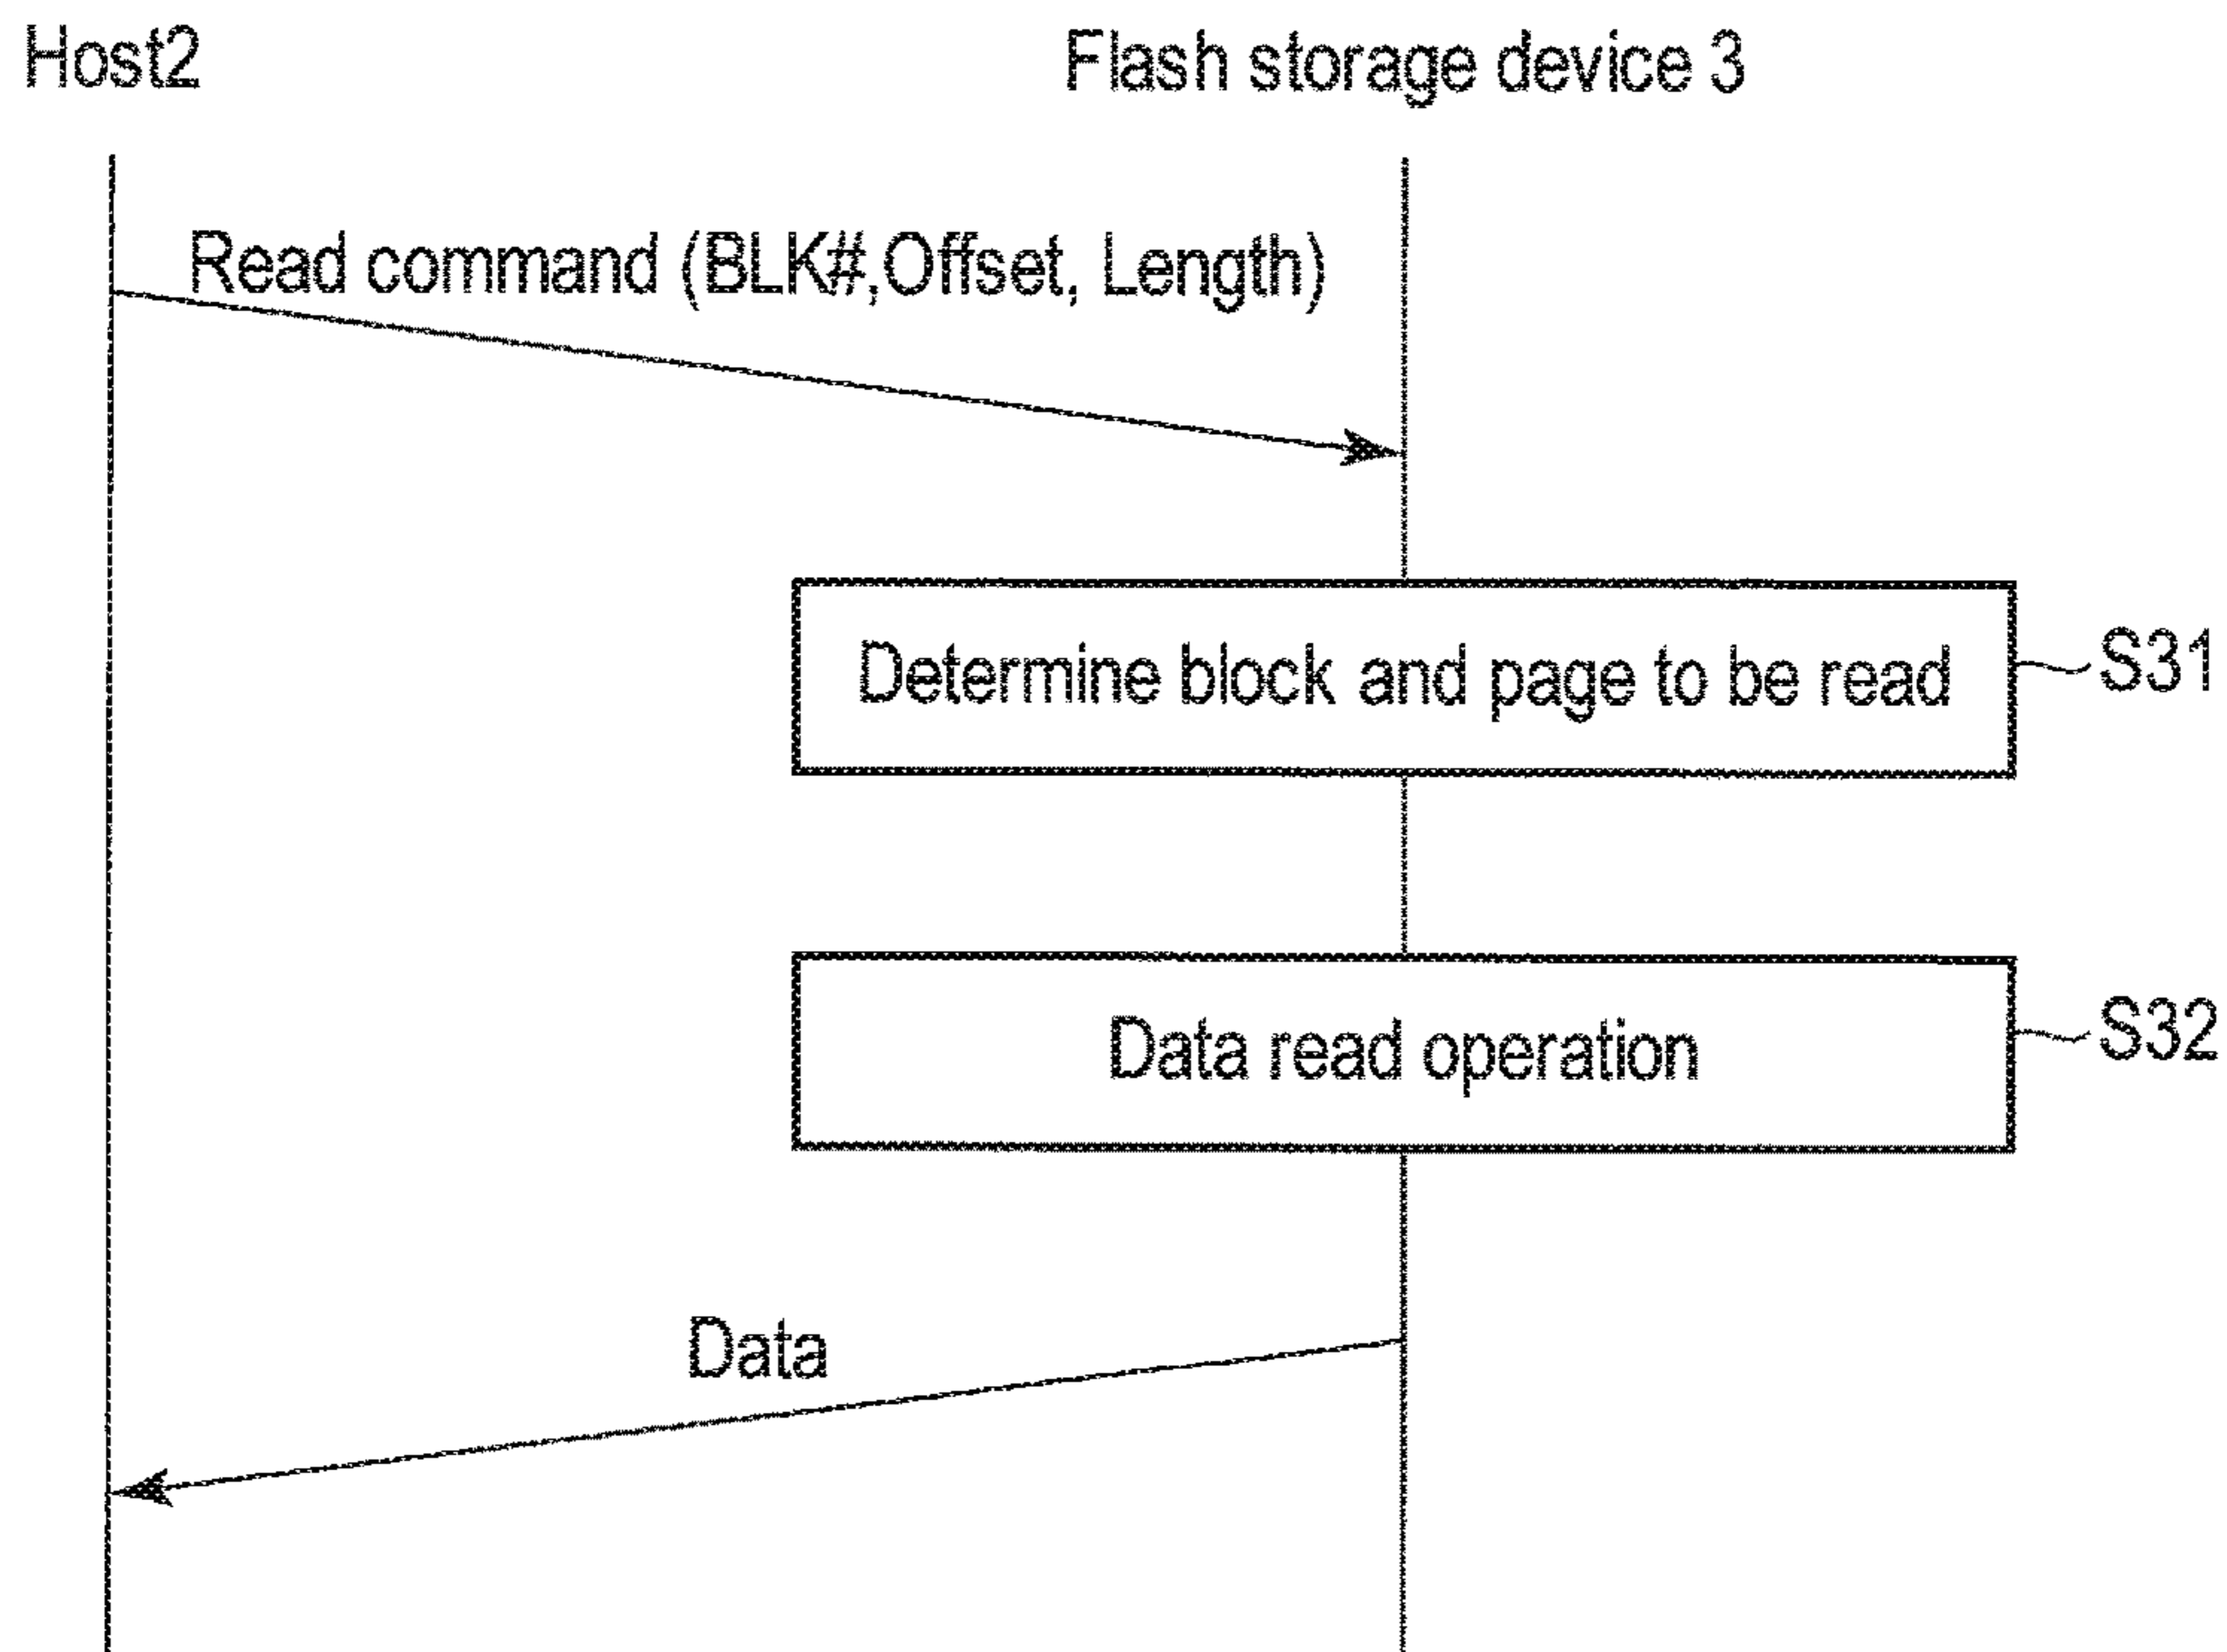 Host2
Flash storage device 3
Read command (BLK#,Offset, Length)
Determine block and page to be read
S31
Data read operation
S32
Data